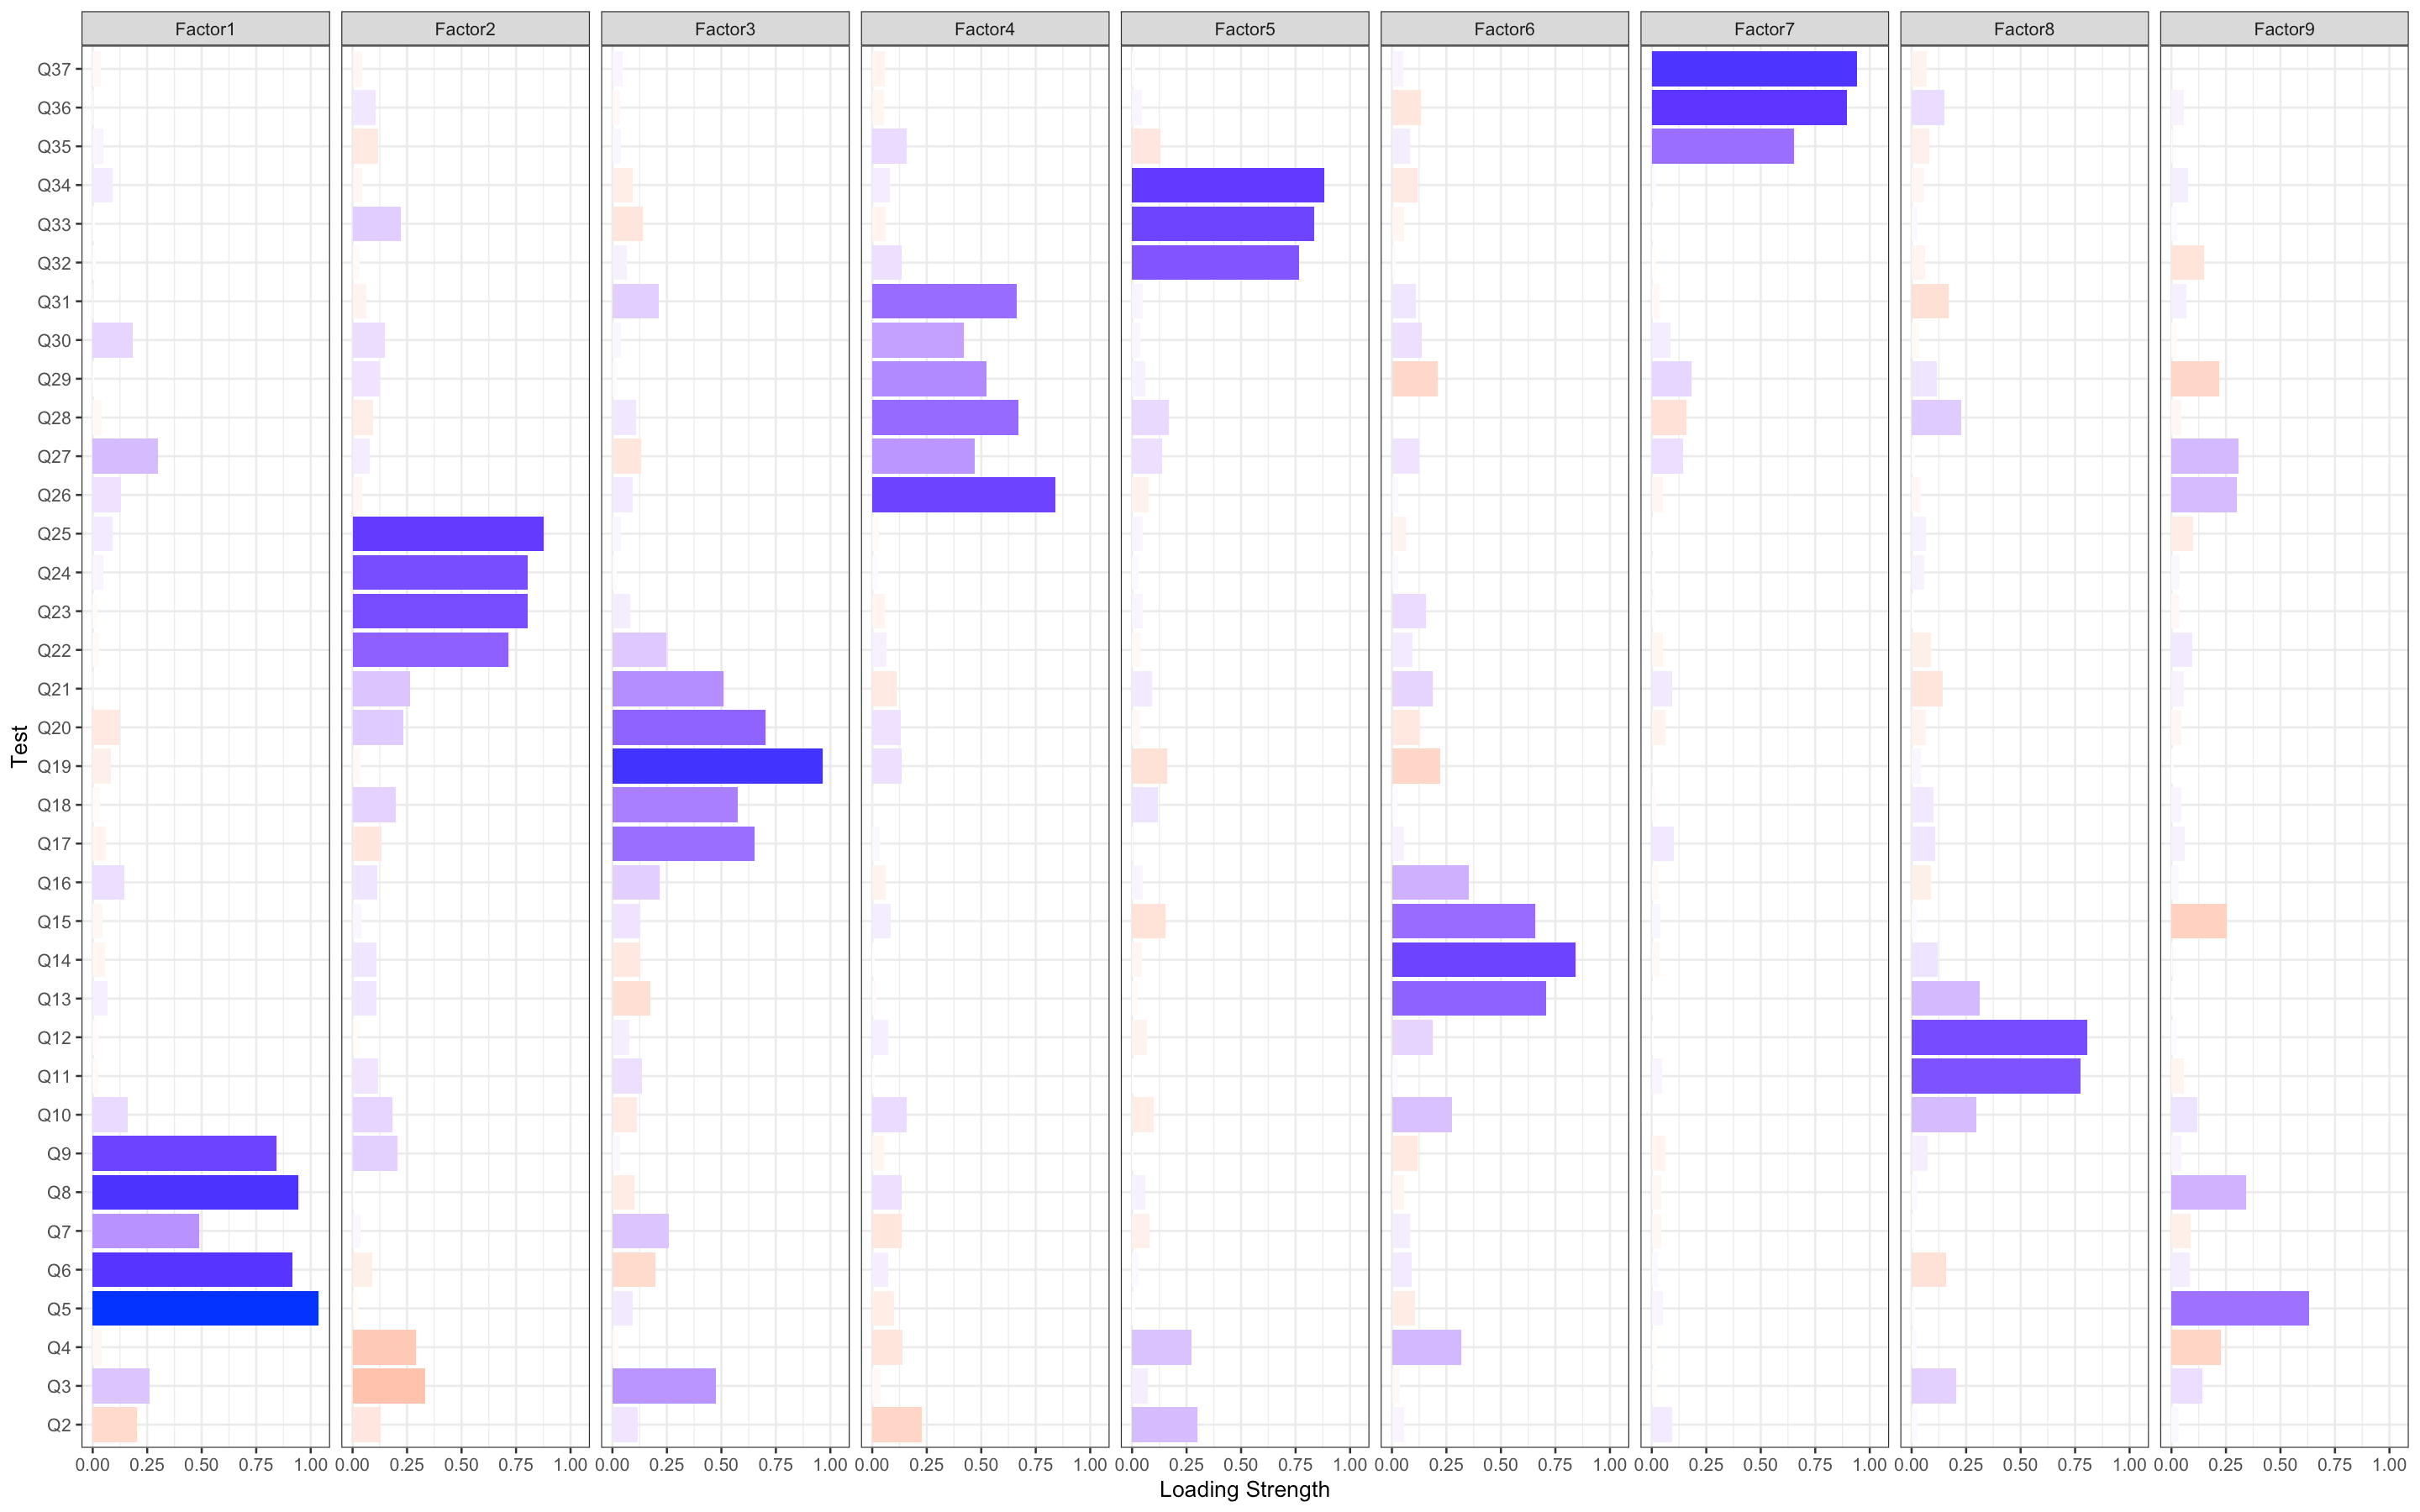 Factor1 Factor2 Factor3 Factor4 Factor5 Factor6 Factor7 Factor8 Factor9
Q37
Q36
Q35
Q34
Q33
Q32
Q31
Q30
Q29
Q28
Q27
Q26
Q25
Q24
Q23
Q22
Q21
Q20
Q19
Q18
Q17
Q16
Q15
Q14
Q13
Q12
Q11
Q10
Q9
Q8
Q7
Q6
Q5
Q4
Q3
Q2
Test
0.00 0.25 0.50 0.75 1.00 0.00 0.25 0.50 0.75 1.00 0.00 0.25 0.50 0.75 1.00 0.00 0.25 0.50 0.75 1.00 0.00 0.25 0.50 0.75 1.00 0.00 0.25 0.50 0.75 1.00 0.00 0.25 0.50 0.75 1.00 0.00 0.25 0.50 0.75 1.00 0.00 0.25 0.50 0.75 1.00
Loading Strength